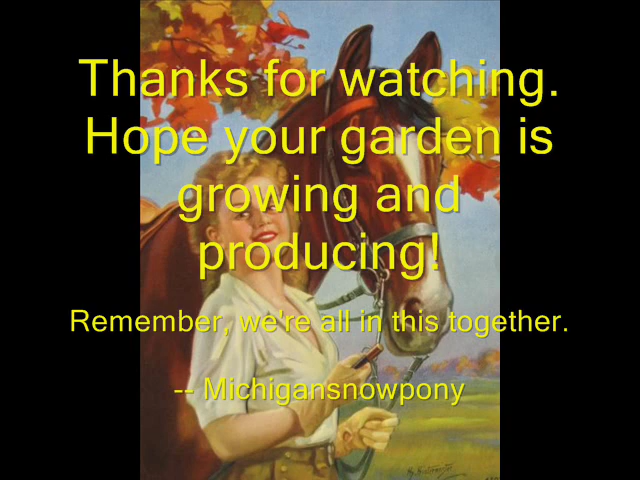 Thanks for watching.
Hope your garden is
growing and
producing!
Remember, we're all in this together.
-- Michigansnowpony